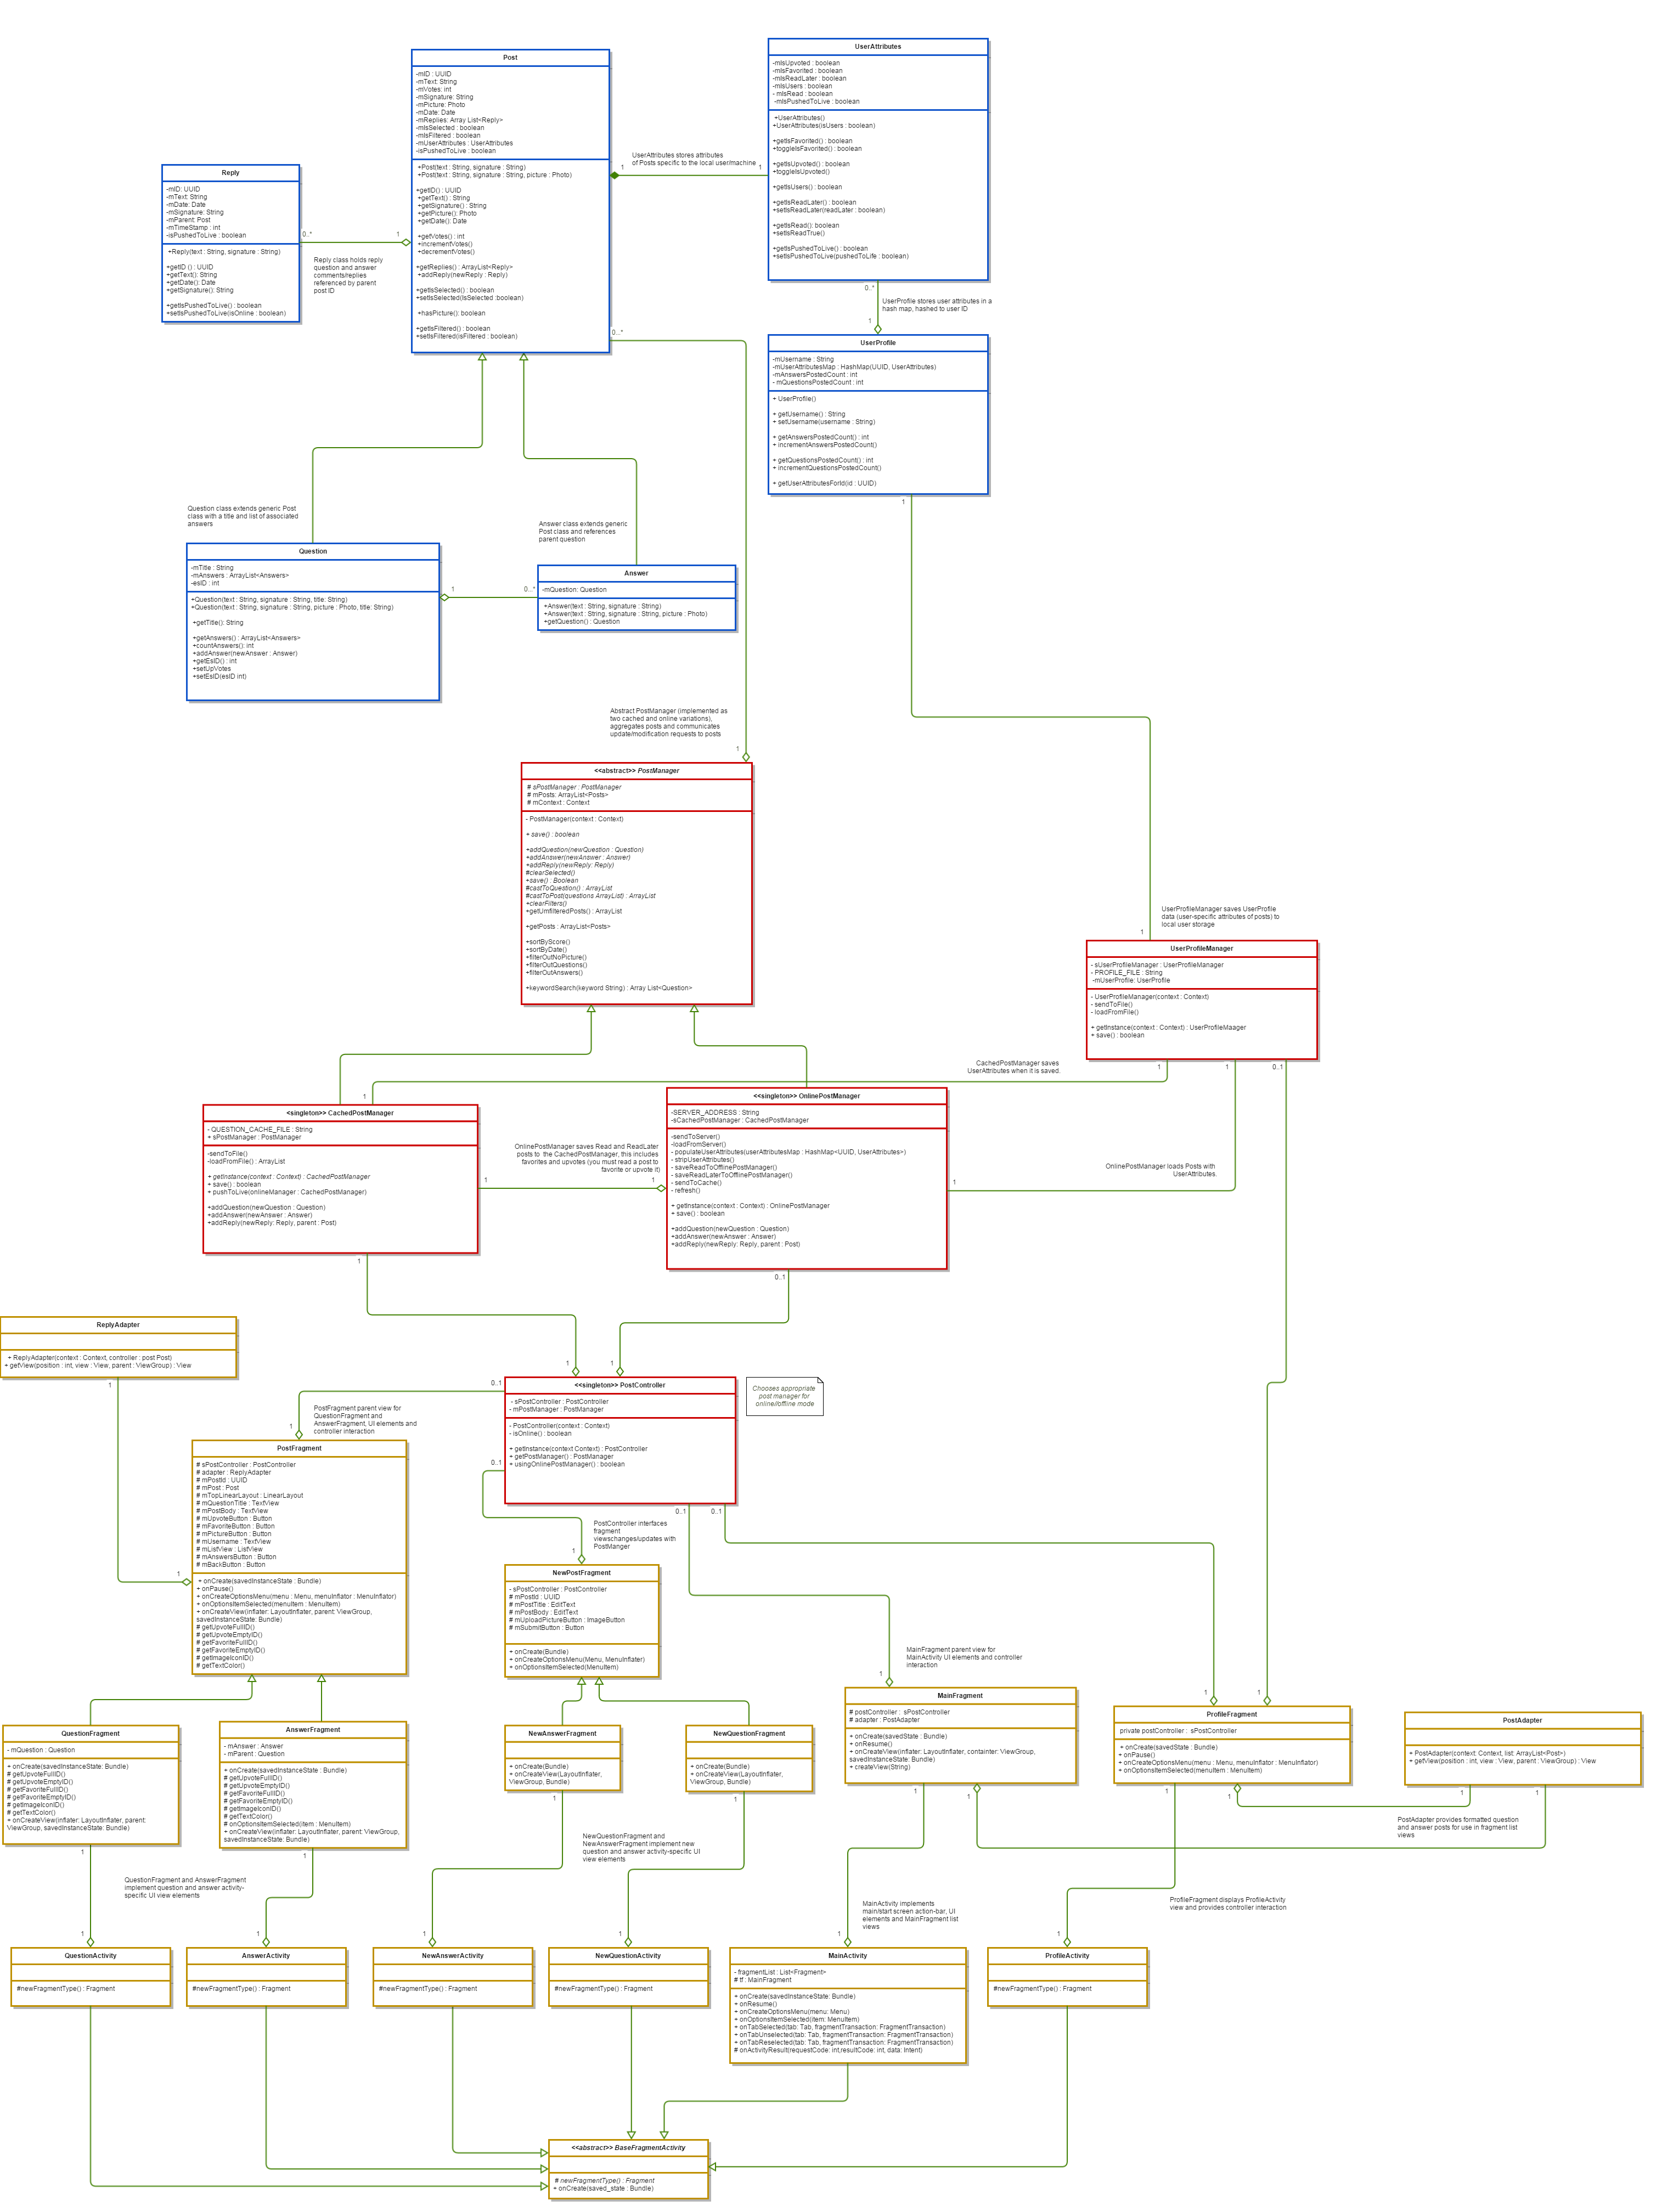 UserAttributes
-mIsUpvoted : boolean
-mIsFavorited : boolean
-mIsReadLater : boolean
-mIsUsers : boolean
- mIsRead : boolean
-mIsPushedToLive : boolean
+UserAttributes()
+UserAttributes(isUsers : boolean)
+getIsFavorited() : boolean
+toggleIsFavorited() : boolean
+getIsUpvoted() : boolean
+toggleIsUpvoted()
+getIsUsers() : boolean
+getIsReadLater() : boolean
+setIsReadLater(readLater : boolean)
+getIsRead(): boolean
+setIsReadTrue()
+getIsPushedToLive() : boolean
+setIsPushedToLive(pushedToLife : boolean)
Post
-mID : UUID
-mText: String
-mVotes: int
-mSignature: String
-mPicture: Photo
-mDate: Date
-mReplies: Array List<Reply>
-mIsSelected : boolean
-mIsFiltered : boolean
-mUserAttributes : UserAttributes
-isPushedToLive : boolean
+Post(text : String, signature : String)
+Post(text : String, signature : String, picture : Photo)
+getID() : UUID
+getText() : String
+getSignature() : String
+getPicture(): Photo
+getDate(): Date
+getVotes() : int
+incrementVotes()
+decrementVotes()
+getReplies() : ArrayList<Reply>
+addReply(newReply : Reply)
+getIsSelected() ; boolean
+setIsSelected(IsSelected :boolean)
+hasPicture(): boolean
+getIsFiltered() : boolean
+setIsFiltered(isFiltered : boolean)
UserAttributes stores attributes
of Posts specific to the local user/machine
1
1
Reply
-mID: UUID
-mText: String
-mDate: Date
-mSignature: String
-mParent: Post
-mTimeStamp : int
-isPushedToLive : boolean
+Reply(text : String, signature : String)
+getID () : UUID
+getText(): String
+getDate(): Date
+getSignature(): String
+getIsPushedToLive() : boolean
+setIsPushedToLive(isOnline : boolean)
0..*
1
Reply class holds reply
question and answer
comments/replies
referenced by parent
post ID
0..*
UserProfile stores user attributes in a
hash map, hashed to user ID
1
0...*
UserProfile
-mUsername : String
-mUserAttributesMap : HashMap(UUID, UserAttributes)
-mAnswersPostedCount : int
- mQuestionsPostedCount : int
+ UserProfile()
+ getUsername() : String
+ setUsername(username : String)
+ getAnswersPostedCount() : int
+ incrementAnswersPostedCount()
+ getQuestionsPostedCount() : int
+ incrementQuestionsPostedCount()
+ getUserAttributesForId(id : UUID)
1
Question class extends generic Post
class with a title and list of associated
answers
Answer class extends generic
Post class and references
parent question
Question
-mTitle : String
-mAnswers : ArrayList<Answers>
-esID : int
+Question(text : String, signature : String, title: String)
+Question(text : String, signature : String, picture : Photo, title: String)
+getTitle(): String
+getAnswers() : ArrayList<Answers>
+countAnswers(): int
+addAnswer(newAnswer : Answer)
+getEsID() : int
+setUpVotes
+setEsID(esID int)
1
0...*
Answer
-mQuestion: Question
+Answer(text : String, signature : String)
+Answer(text : String, signature : String, picture : Photo)
+getQuestion() : Question
Abstract PostManager (implemented as
two cached and online variations),
aggregates posts and communicates
update/modification requests to posts
1
<<abstract>> PostManager
# sPostManager : PostManager
# mPosts: ArrayList<Posts>
# mContext : Context
- PostManager(context : Context)
+ save() : boolean
+addQuestion(newQuestion : Question)
+addAnswer(newAnswer : Answer)
+addReply(newReply: Reply)
#clearSelected()
+save() : Boolean
#castToQuestion() : ArrayList
#castToPost(questions ArrayList) : ArrayList
+clearFilters()
+getUmfilteredPosts() : ArrayList
+getPosts : ArrayList<Posts>
+sortByScore()
+sortByDate()
+filterOutNoPicture()
+filterOutQuestions()
+filterOutAnswers()
+keywordSearch(keyword String) : Array List<Question>
UserProfileManager saves UserProfile
data (user-specific attributes of posts) to
local user storage
1
UserProfileManager
- sUserProfileManager : UserProfileManager
- PROFILE_FILE : String
-mUserProfile: UserProfile
- UserProfileManager(context : Context)
- sendToFile()
- loadFromFile()
+ getInstance(context : Context) : UserProfileMaager
+ save() ; boolean
1
1
0..1
CachedPostManager saves
UserAttributes when it is saved.
1
<singleton>> CachedPostManager
- QUESTION_CACHE_FILE : String
+ sPostManager : PostManager
-sendToFile()
-loadFromFile() : ArrayList
+ getInstance(context : Context) : CachedPostManager
+ save() : boolean
+ pushToLive(onlineManager : CachedPostManager)
+addQuestion(newQuestion : Question)
+addAnswer(newAnswer : Answer)
+addReply(newReply: Reply, parent : Post)
OnlinePostManager saves Read and ReadLater
posts to the CachedPostManager, this includes
favorites and upvotes (you must read a post to
favorite or upvote it)
1
1
<<singleton>> OnlinePostManager
-SERVER_ADDRESS : String
-sCachedPostManager : CachedPostManager
-sendToServer()
-loadFromServer()
- populateUserAttributes(userAttributesMap : HashMap<UUID, UserAttributes>)
- stripUserAttributes()
- saveReadToOfflinePostManager()
- saveReadLaterToOfflinePostManager()
- sendToCache()
- refresh()
+ getInstance(context : Context) : OnlinePostManager
+ save() : boolean
+addQuestion(newQuestion : Question)
+addAnswer(newAnswer : Answer)
+addReply(newReply: Reply, parent : Post)
OnlinePostManager loads Posts with
UserAttributes.
1
1
0..1
ReplyAdapter
+ ReplyAdapter(context : Context, controller : post Post)
+ getView(position : int, view : View, parent : ViewGroup) : View
1
1
1
0..1
<<singleton>> PostController
- sPostController : PostController
- mPostManager : PostManager
- PostController(context : Context)
- isOnline() : boolean
+ getInstance(context Context) : PostController
+ getPostManager() : PostManager
+ usingOnlinePostManager() : boolean
Chooses appropriate
post manager for
online/offline mode
0..1
0..1
0..1
PostFragment parent view for
QuestionFragment and
AnswerFragment, UI elements and
controller interaction
1
PostFragment
# sPostController : PostController
# adapter : ReplyAdapter
# mPostId : UUID
# mPost : Post
# mTopLinearLayout : LinearLayout
# mQuestionTitle : TextView
# mPostBody : TextView
# mUpvoteButton : Button
# mFavoriteButton : Button
# mPictureButton : Button
# mUsername : TextView
# mListView : ListView
# mAnswersButton : Button
# mBackButton : Button
+ onCreate(savedInstanceState : Bundle)
+ onPause()
+ onCreateOptionsMenu(menu : Menu, menuInflator : MenuInflator)
+ onOptionsItemSelected(menuItem : MenuItem)
+ onCreateView(inflater: LayoutInflater, parent: ViewGroup,
savedInstanceState: Bundle)
# getUpvoteFullID()
# getUpvoteEmptyID()
# getFavoriteFullID()
# getFavoriteEmptyID()
# getImageIconID()
# getTextColor()
1
PostController interfaces
fragment
viewschanges/updates with
PostManger
1
NewPostFragment
- sPostController : PostController
# mPostId : UUID
# mPostTitle : EditText
# mPostBody : EditText
# mUploadPictureButton : ImageButton
# mSubmitButton : Button
+ onCreate(Bundle)
+ onCreateOptionsMenu(Menu, MenuInflater)
+ onOptionsItemSelected(MenuItem)
MainFragment parent view for
MainActivity UI elements and controller
interaction
1
1
1
MainFragment
# postController : sPostController
# adapter : PostAdapter
+ onCreate(savedState : Bundle)
+ onResume()
+ onCreateView(inflater: LayoutInflater, containter: ViewGroup,
savedInstanceState: Bundle)
+ createView(String)
ProfileFragment
private postController : sPostController
+ onCreate(savedState : Bundle)
+ onPause()
+ onCreateOptionsMenu(menu : Menu, menuInflator : MenuInflator)
+ onOptionsItemSelected(menuItem : MenuItem)
PostAdapter
+ PostAdapter(context: Context, list: ArrayList<Post>)
+ getView(position: int, view : View, parent : ViewGroup) : View
QuestionFragment
- mQuestion : Question
+ onCreate(savedInstanceState: Bundle)
# getUpvoteFullID()
# getUpvoteEmptyID()
# getFavoriteFullID()
# getFavoriteEmptyID()
# getImageIconID()
# getTextColor()
+ onCreateView(inflater: LayoutInflater, parent:
ViewGroup, savedInstanceState: Bundle)
AnswerFragment
- mAnswer : Answer
- mParent : Question
+ onCreate(savedInstanceState : Bundle)
# getUpvoteFullID()
# getUpvoteEmptyID()
# getFavoriteFullID()
# getFavoriteEmptyID()
# getImageIconID()
# getTextColor()
# onOptionsItemSelected(item : MenuItem)
+ onCreateView(inflater: LayoutInflater, parent: ViewGroup,
savedInstanceState: Bundle)
NewAnswerFragment
+ onCreate(Bundle)
+ onCreateView(LayoutInflater,
ViewGroup, Bundle)
NewQuestionFragment
+ onCreate(Bundle)
+ onCreateView(LayoutInflater,
ViewGroup, Bundle)
1
1
1
1
1
1
1
1
1
1
PostAdapter provides formatted question
and answer posts for use in fragment list
views
QuestionFragment and AnswerFragment
implement question and answer activity-
specific UI view elements
NewQuestionFragment and
NewAnswerFragment implement new
question and answer activity-specific UI
view elements
MainActivity implements
main/start screen action-bar, UI
elements and MainFragment list
views
ProfileFragment displays ProfileActivity
view and provides controller interaction
1
1
1
1
1
1
QuestionActivity
#newFragmentType() : Fragment
AnswerActivity
#newFragmentType() : Fragment
NewAnswerActivity
#newFragmentType() : Fragment
NewQuestionActivity
#newFragmentType() : Fragment
MainActivity
- fragmentList : List<Fragment>
# tf : MainFragment
+ onCreate(savedInstanceState: Bundle)
+ onResume()
+ onCreateOptionsMenu(menu: Menu)
+ onOptionsItemSelected(item: MenuItem)
+ onTabSelected(tab: Tab, fragmentTransaction: FragmentTransaction)
+ onTabUnselected(tab: Tab, fragmentTransaction: FragmentTransaction)
+ onTabReselected(tab: Tab, fragmentTransaction: FragmentTransaction)
# onActivityResult(requestCode: int,resultCode: int, data: Intent)
ProfileActivity
#newFragmentType() : Fragment
<<abstract>> BaseFragmentActivity
# newFragmentType() : Fragment
+ onCreate(saved_state : Bundle)